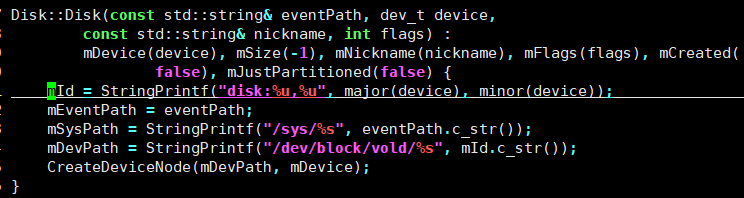 Disk::Disk(const std::string& eventPath, dev_t device,
        const std::string& nickname, int flags) :
        mDevice(device), mSize(-1), mNickname(nickname), mFlags(flags), mCreated(
                false), mJustPartitioned(false) {
    mId = StringPrintf("disk:%u,%u", major(device), minor(device));
    mEventPath = eventPath;
    mSysPath = StringPrintf("/sys/%s", eventPath.c_str());
    mDevPath = StringPrintf("/dev/block/vold/%s", mId.c_str());
    CreateDeviceNode(mDevPath, mDevice);
}